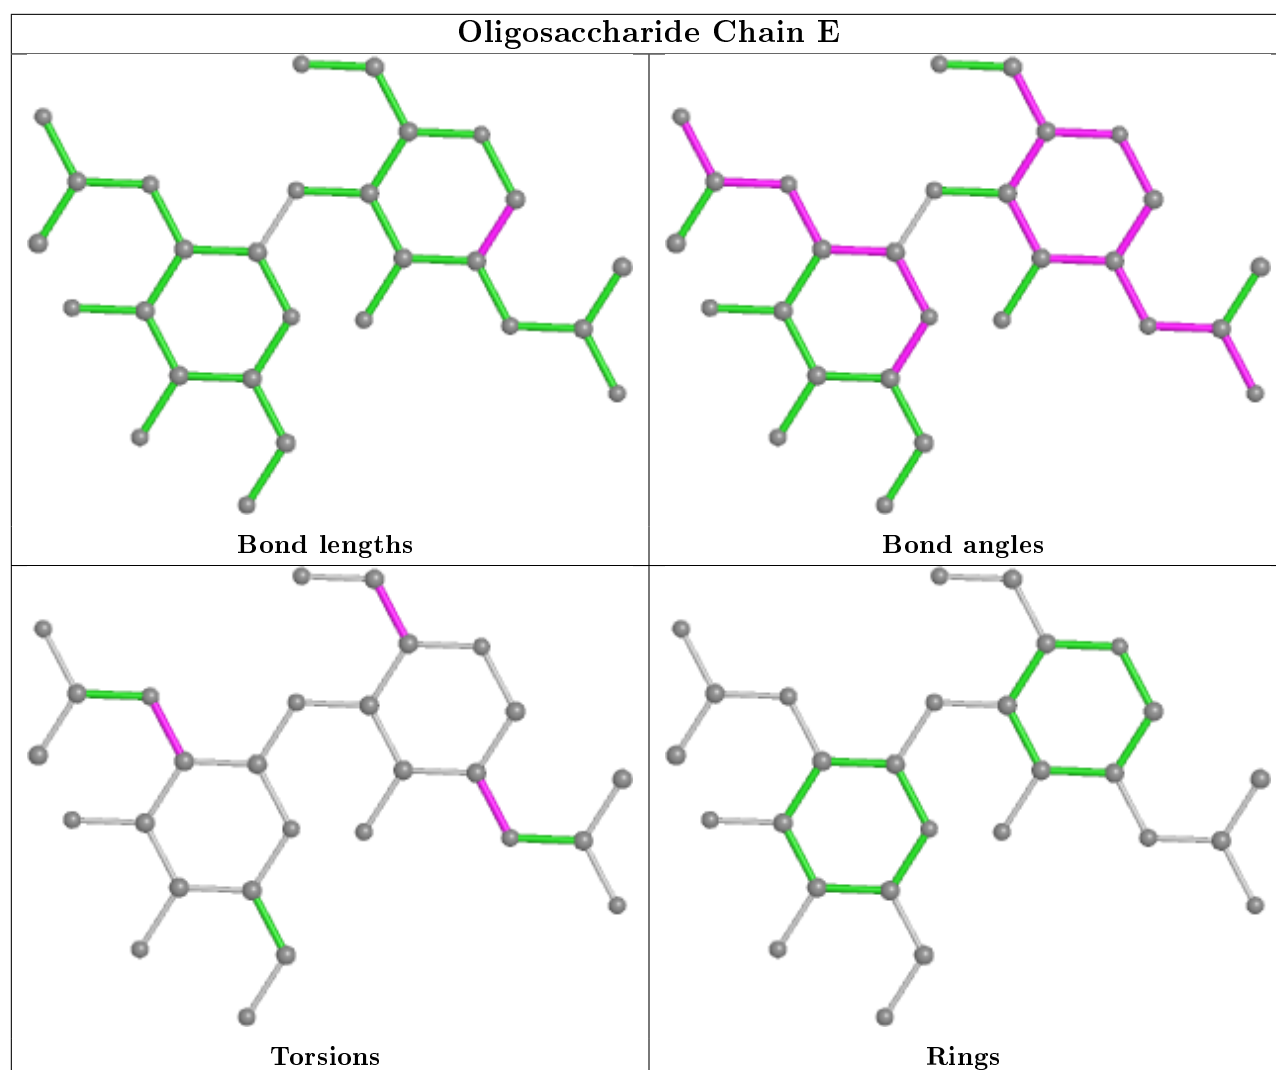 Oligosaccharide Chain E
Bond lengths
Bond angles
Torsions
Rings